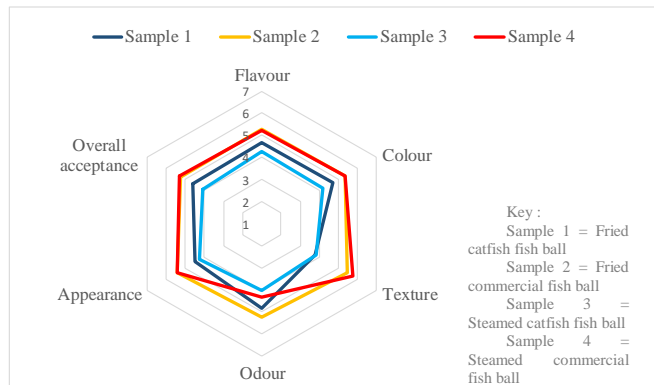 Sample 1 Sample 2 Sample 3 Sample 4
Flavour
7
6
5
4
3
2
1
Overall
acceptance
Colour
Appearance
Texture
Odour
Key :
Sample 1 = Fried
catfish fish ball
Sample 2 = Fried
commercial fish ball
Sample 3 =
Steamed catfish fish ball
Sample 4 =
Steamed commercial
fish ball